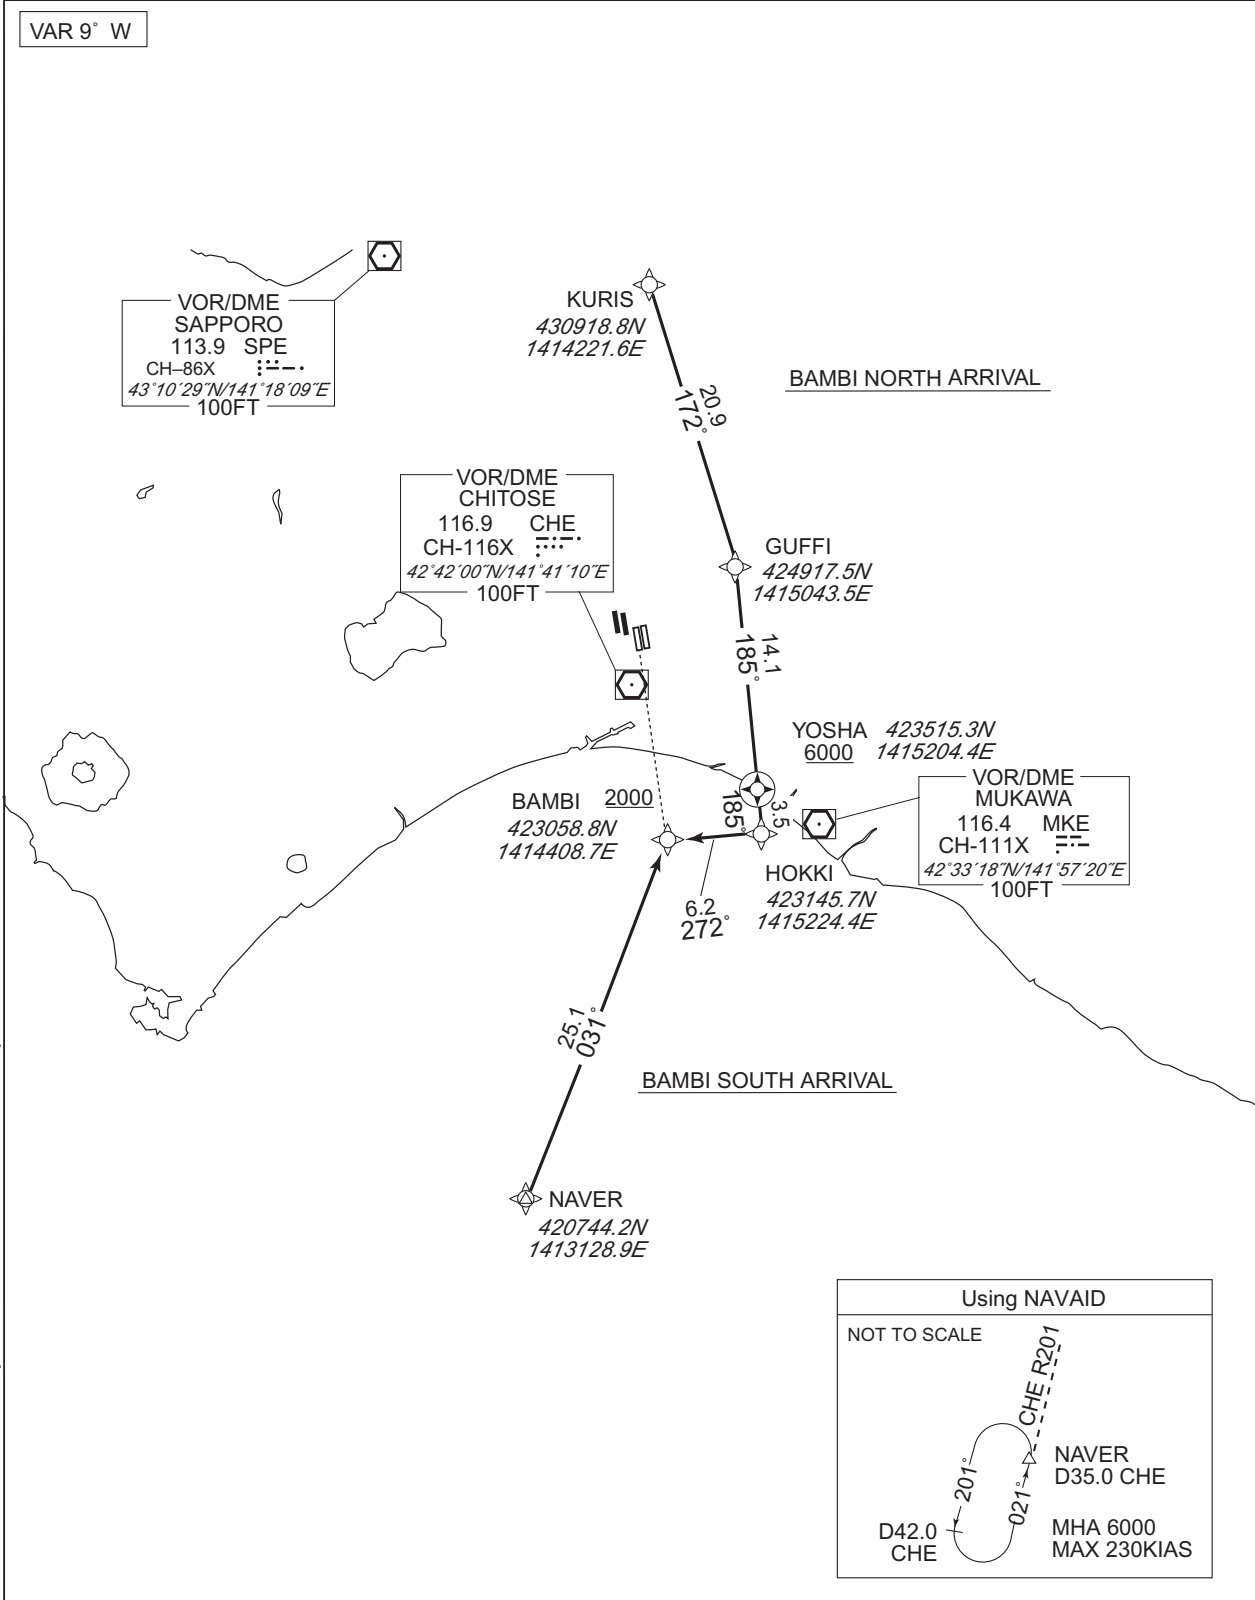 VAR 9° W
VOR/DME
SAPPORO
113.9 SPE
CH–86X
43°10´29˝N/141°18´09˝E
100FT
KURIS
430918.8N
1414221.6E
BAMBI NORTH ARRIVAL
20.9
172°
VOR/DME
CHITOSE
116.9 CHE
CH-116X
42°42´00˝N/141°41´10˝E
100FT
GUFFI
424917.5N
1415043.5E
14.1
185°
YOSHA 423515.3N
6000 1415204.4E
VOR/DME
MUKAWA
116.4 MKE
CH-111X
42°33´18˝N/141°57´20˝E
100FT
BAMBI 2000
423058.8N
1414408.7E
3.5
185°
HOKKI
423145.7N
1415224.4E
6.2
272°
25.1
031°
BAMBI SOUTH ARRIVAL
NAVER
420744.2N
1413128.9E
Using NAVAID
NOT TO SCALE
CHE R201
NAVER
D35.0 CHE
201°
021°
D42.0
CHE
MHA 6000
MAX 230KIAS